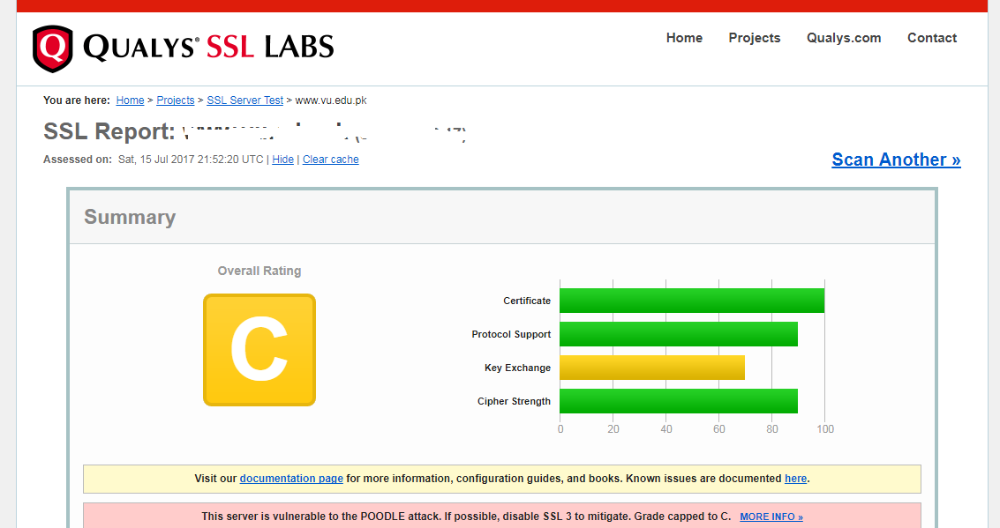 QUALYS® SSL LABS
Home Projects Qualys.com Contact
You are here: Home > Projects > SSL Server Test > www.vu.edu.pk
SSL Report:
Assessed on: Sat, 15 Jul 2017 21:52:20 UTC | Hide | Clear cache
Scan Another »
Summary
Overall Rating
C
Certificate
Protocol Support
Key Exchange
Cipher Strength
0 20 40 60 80 100
Visit our documentation page for more information, configuration guides, and books. Known issues are documented here.
This server is vulnerable to the POODLE attack. If possible, disable SSL 3 to mitigate. Grade capped to C. MORE INFO »